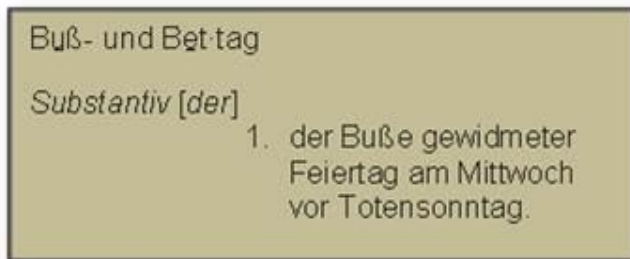 Buß- und Bet·tag
Substantiv [der]
1. der Buße gewidmeter
Feiertag am Mittwoch
vor Totensonntag.